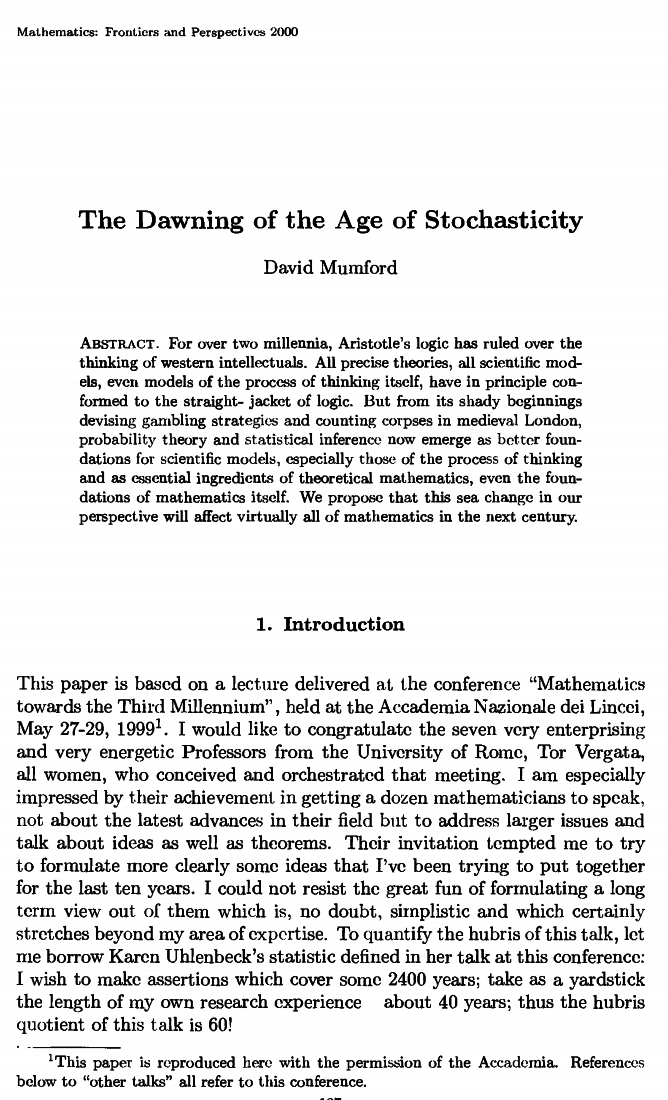 Mathematics: Frontiers and Perspectives 2000
The Dawning of the Age of Stochasticity
David Mumford
ABSTRACT. For over two millennia, Aristotle's logic has ruled over the
thinking of western intellectuals. All precise theories, all scientific mod-
els, even models of the process of thinking itself, have in principle con-
formed to the straight- jacket of logic. But from its shady beginnings
devising gambling strategies and counting corpses in medieval London,
probability theory and statistical inference now emerge as better foun-
dations for scientific models, especially those of the process of thinking
and as essential ingredients of theoretical mathematics, even the foun-
dations of mathematics itself. We propose that this sea change in our
perspective will affect virtually all of mathematics in the next century.
1. Introduction
This paper is based on a lecture delivered at the conference "Mathematics
towards the Third Millennium", held at the Accademia Nazionale dei Lincei,
May 27-29, 1999¹. I would like to congratulate the seven very enterprising
and very energetic Professors from the University of Rome, Tor Vergata,
all women, who conceived and orchestrated that meeting. I am especially
impressed by their achievement in getting a dozen mathematicians to speak,
not about the latest advances in their field but to address larger issues and
talk about ideas as well as theorems. Their invitation tempted me to try
to formulate more clearly some ideas that I've been trying to put together
for the last ten years. I could not resist the great fun of formulating a long
term view out of them which is, no doubt, simplistic and which certainly
stretches beyond my area of expertise. To quantify the hubris of this talk, let
me borrow Karen Uhlenbeck's statistic defined in her talk at this conference:
I wish to make assertions which cover some 2400 years; take as a yardstick
the length of my own research experience about 40 years; thus the hubris
quotient of this talk is 60!
¹This paper is reproduced here with the permission of the Accademia. References
below to "other talks" all refer to this conference.